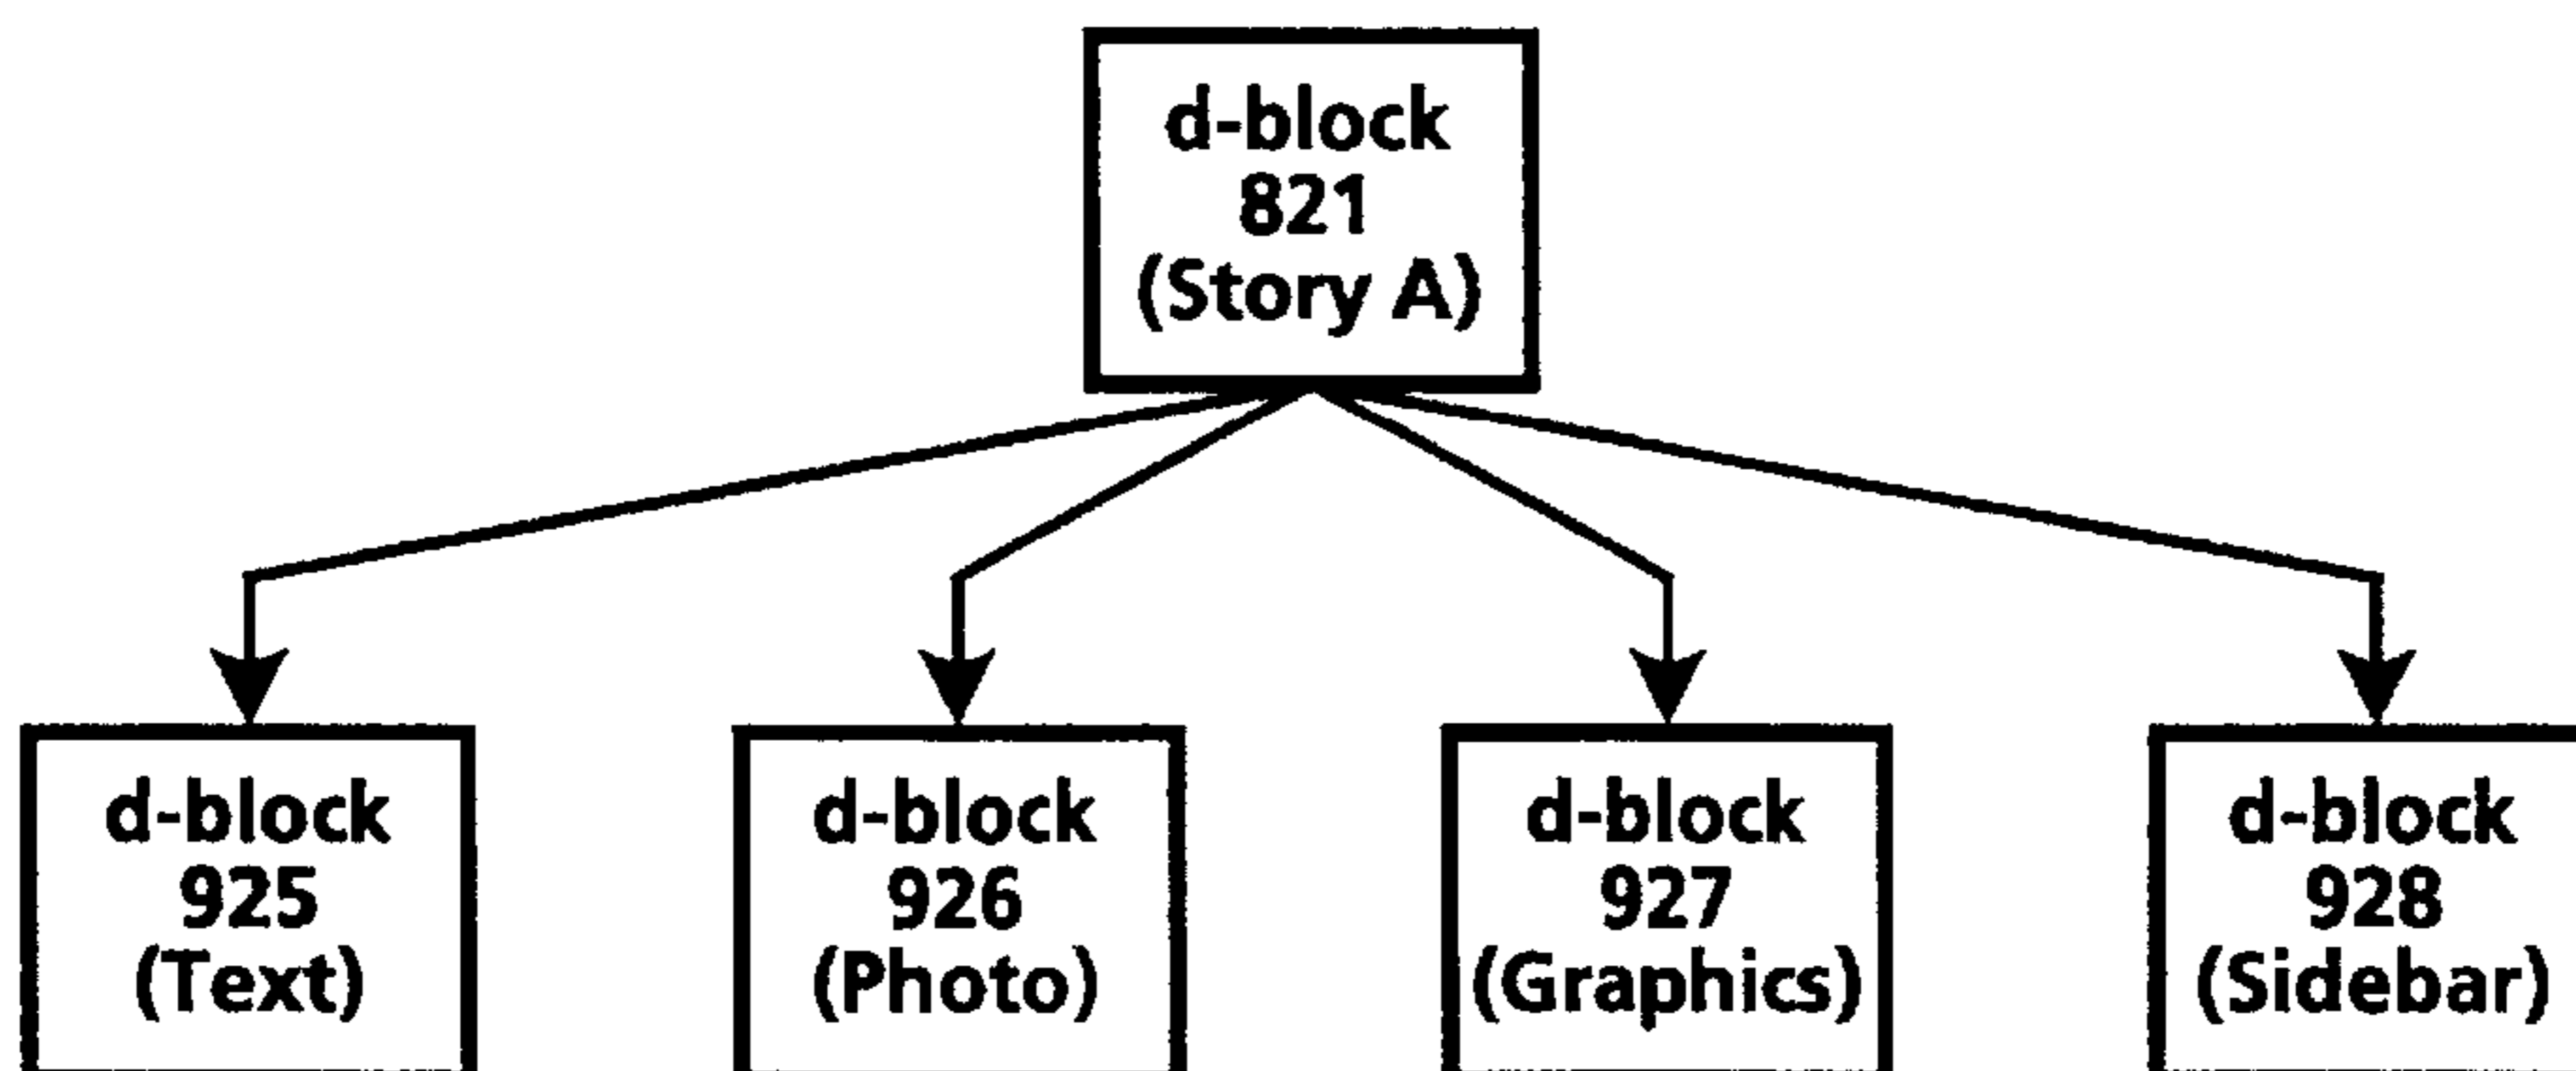 d-block
821
(Story A)
d-block
925
(Text)
d-block
926
(Photo)
d-block
927
(Graphics)
d-block
928
(Sidebar)